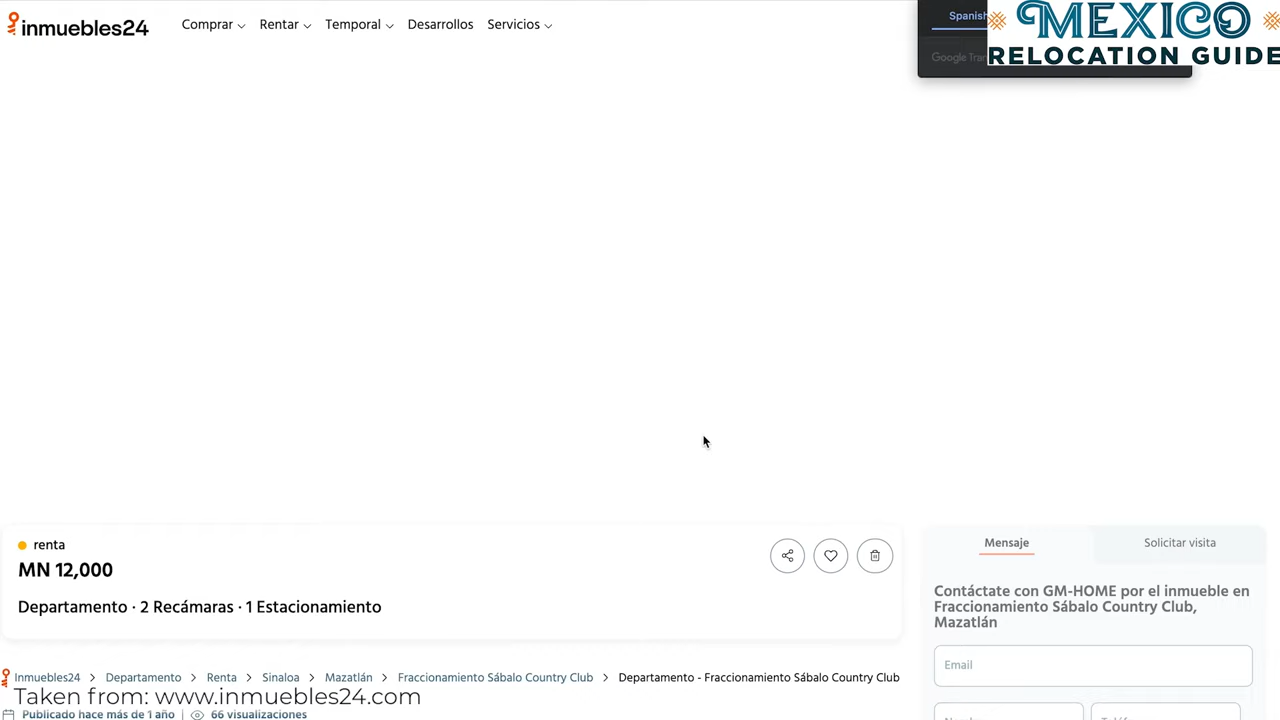 inmuebles24
Comprar Rentar Temporal Desarrollos Servicios
Spanish
MEXICO
RELOCATION GUIDE
renta
MN 12,000
Departamento · 2 Recámaras · 1 Estacionamiento
Mensaje Solicitar visita
Contáctate con GM-HOME por el inmueble en
Fraccionamiento Sábalo Country Club,
Mazatlán
Email
Inmuebles24 > Departamento > Renta > Sinaloa > Mazatlán > Fraccionamiento Sábalo Country Club > Departamento - Fraccionamiento Sábalo Country Club
Taken from: www.inmuebles24.com
Publicado hace más de 1 año | 66 visualizaciones